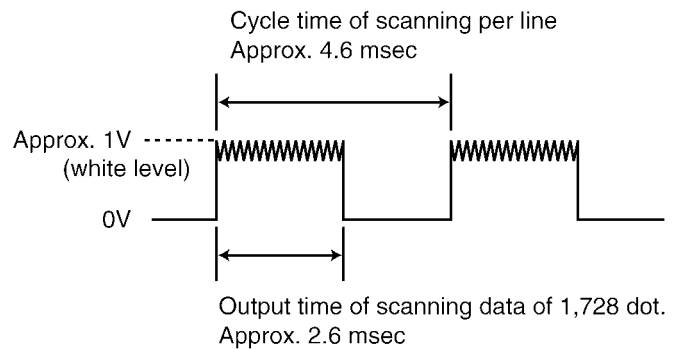 Cycle time of scanning per line
Approx. 4.6 msec
Approx. 1V
(white level)
0V
Output time of scanning data of 1,728 dot.
Approx. 2.6 msec